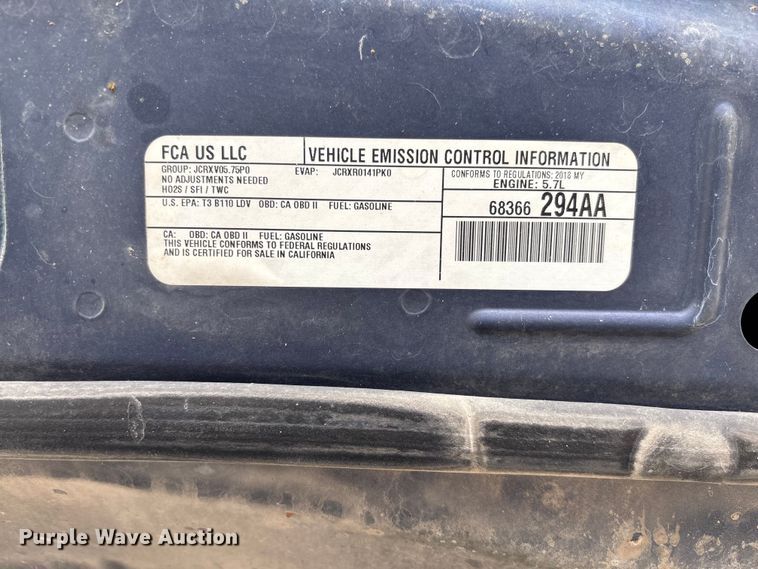 FCA US LLC
VEHICLE EMISSION CONTROL INFORMATION
GROUP: JCRXV05.75P0 EVAP: JCRXR0141PK0
NO ADJUSTMENTS NEEDED
HO2S / SFI / TWC
CONFORMS TO REGULATIONS: 2018 MY
ENGINE: 5.7L
U.S. EPA: T3 B110 LDV OBD: CA OBD II FUEL: GASOLINE
68366 294AA
CA: OBD: CA OBD II FUEL: GASOLINE
THIS VEHICLE CONFORMS TO FEDERAL REGULATIONS
AND IS CERTIFIED FOR SALE IN CALIFORNIA
Purple Wave Auction